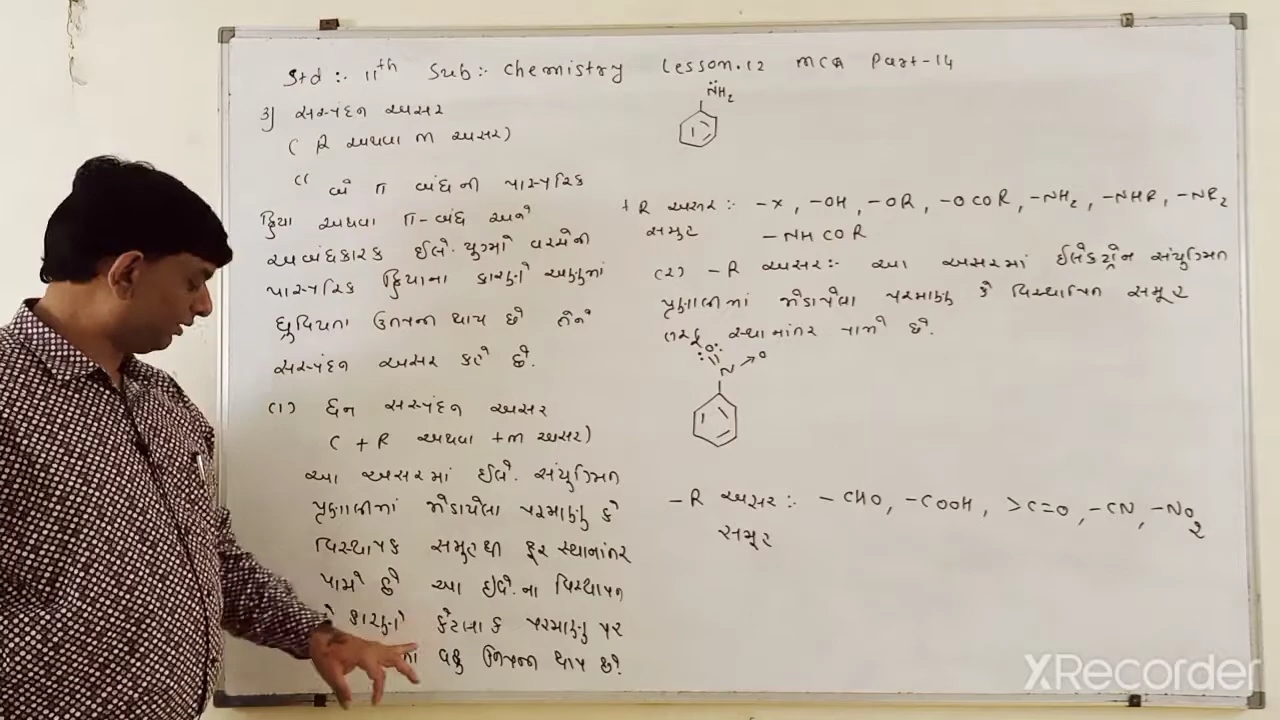 Std :- 11th Sub :- Chemistry Lesson.12 MCQ Part-14
3) સસ્પંદન અસર
( R અથવા M અસર)
" બે π બંધની પારસ્પરિક
ક્રિયા અથવા π-બંધ અને
અબંધકારક ઈલે. યુગ્મો વચ્ચેની
પારસ્પરિક ક્રિયાના કારણે અણુમાં
ધ્રુવિયતા ઉત્પન્ન થાય છે તેને
સસ્પંદન અસર કહે છે.
(1) ધન સસ્પંદન અસર
( + R અથવા +M અસર)
આ અસરમાં ઈલે. સંયુગ્મિત
પ્રણાલીમાં જોડાયેલા પરમાણુ કે
વિસ્થાપક સમુહથી દૂર સ્થાનાંતર
પામે છે આ ઈલે.ના વિસ્થાપન
કારણે કેટલાક પરમાણુ પર
વધુ ઉત્પન્ન થાય છે.
N̈H2
+ R અસર :- -X, -OH, -OR, -OCOR, -NH2, -NHR, -NR2
સમુહ -NHCOR
(2) -R અસર:- આ અસરમાં ઈલેક્ટ્રોન સંયુગ્મિત
પ્રણાલીમાં જોડાયેલા પરમાણુ કે વિસ્થાપિત સમૂહ
તરફ સ્થાનાંતર પામે છે.
:O:
N → O
-R અસર :- -CHO, -COOH, >C=O, -CN, -NO2
સમૂહ
XRecorder